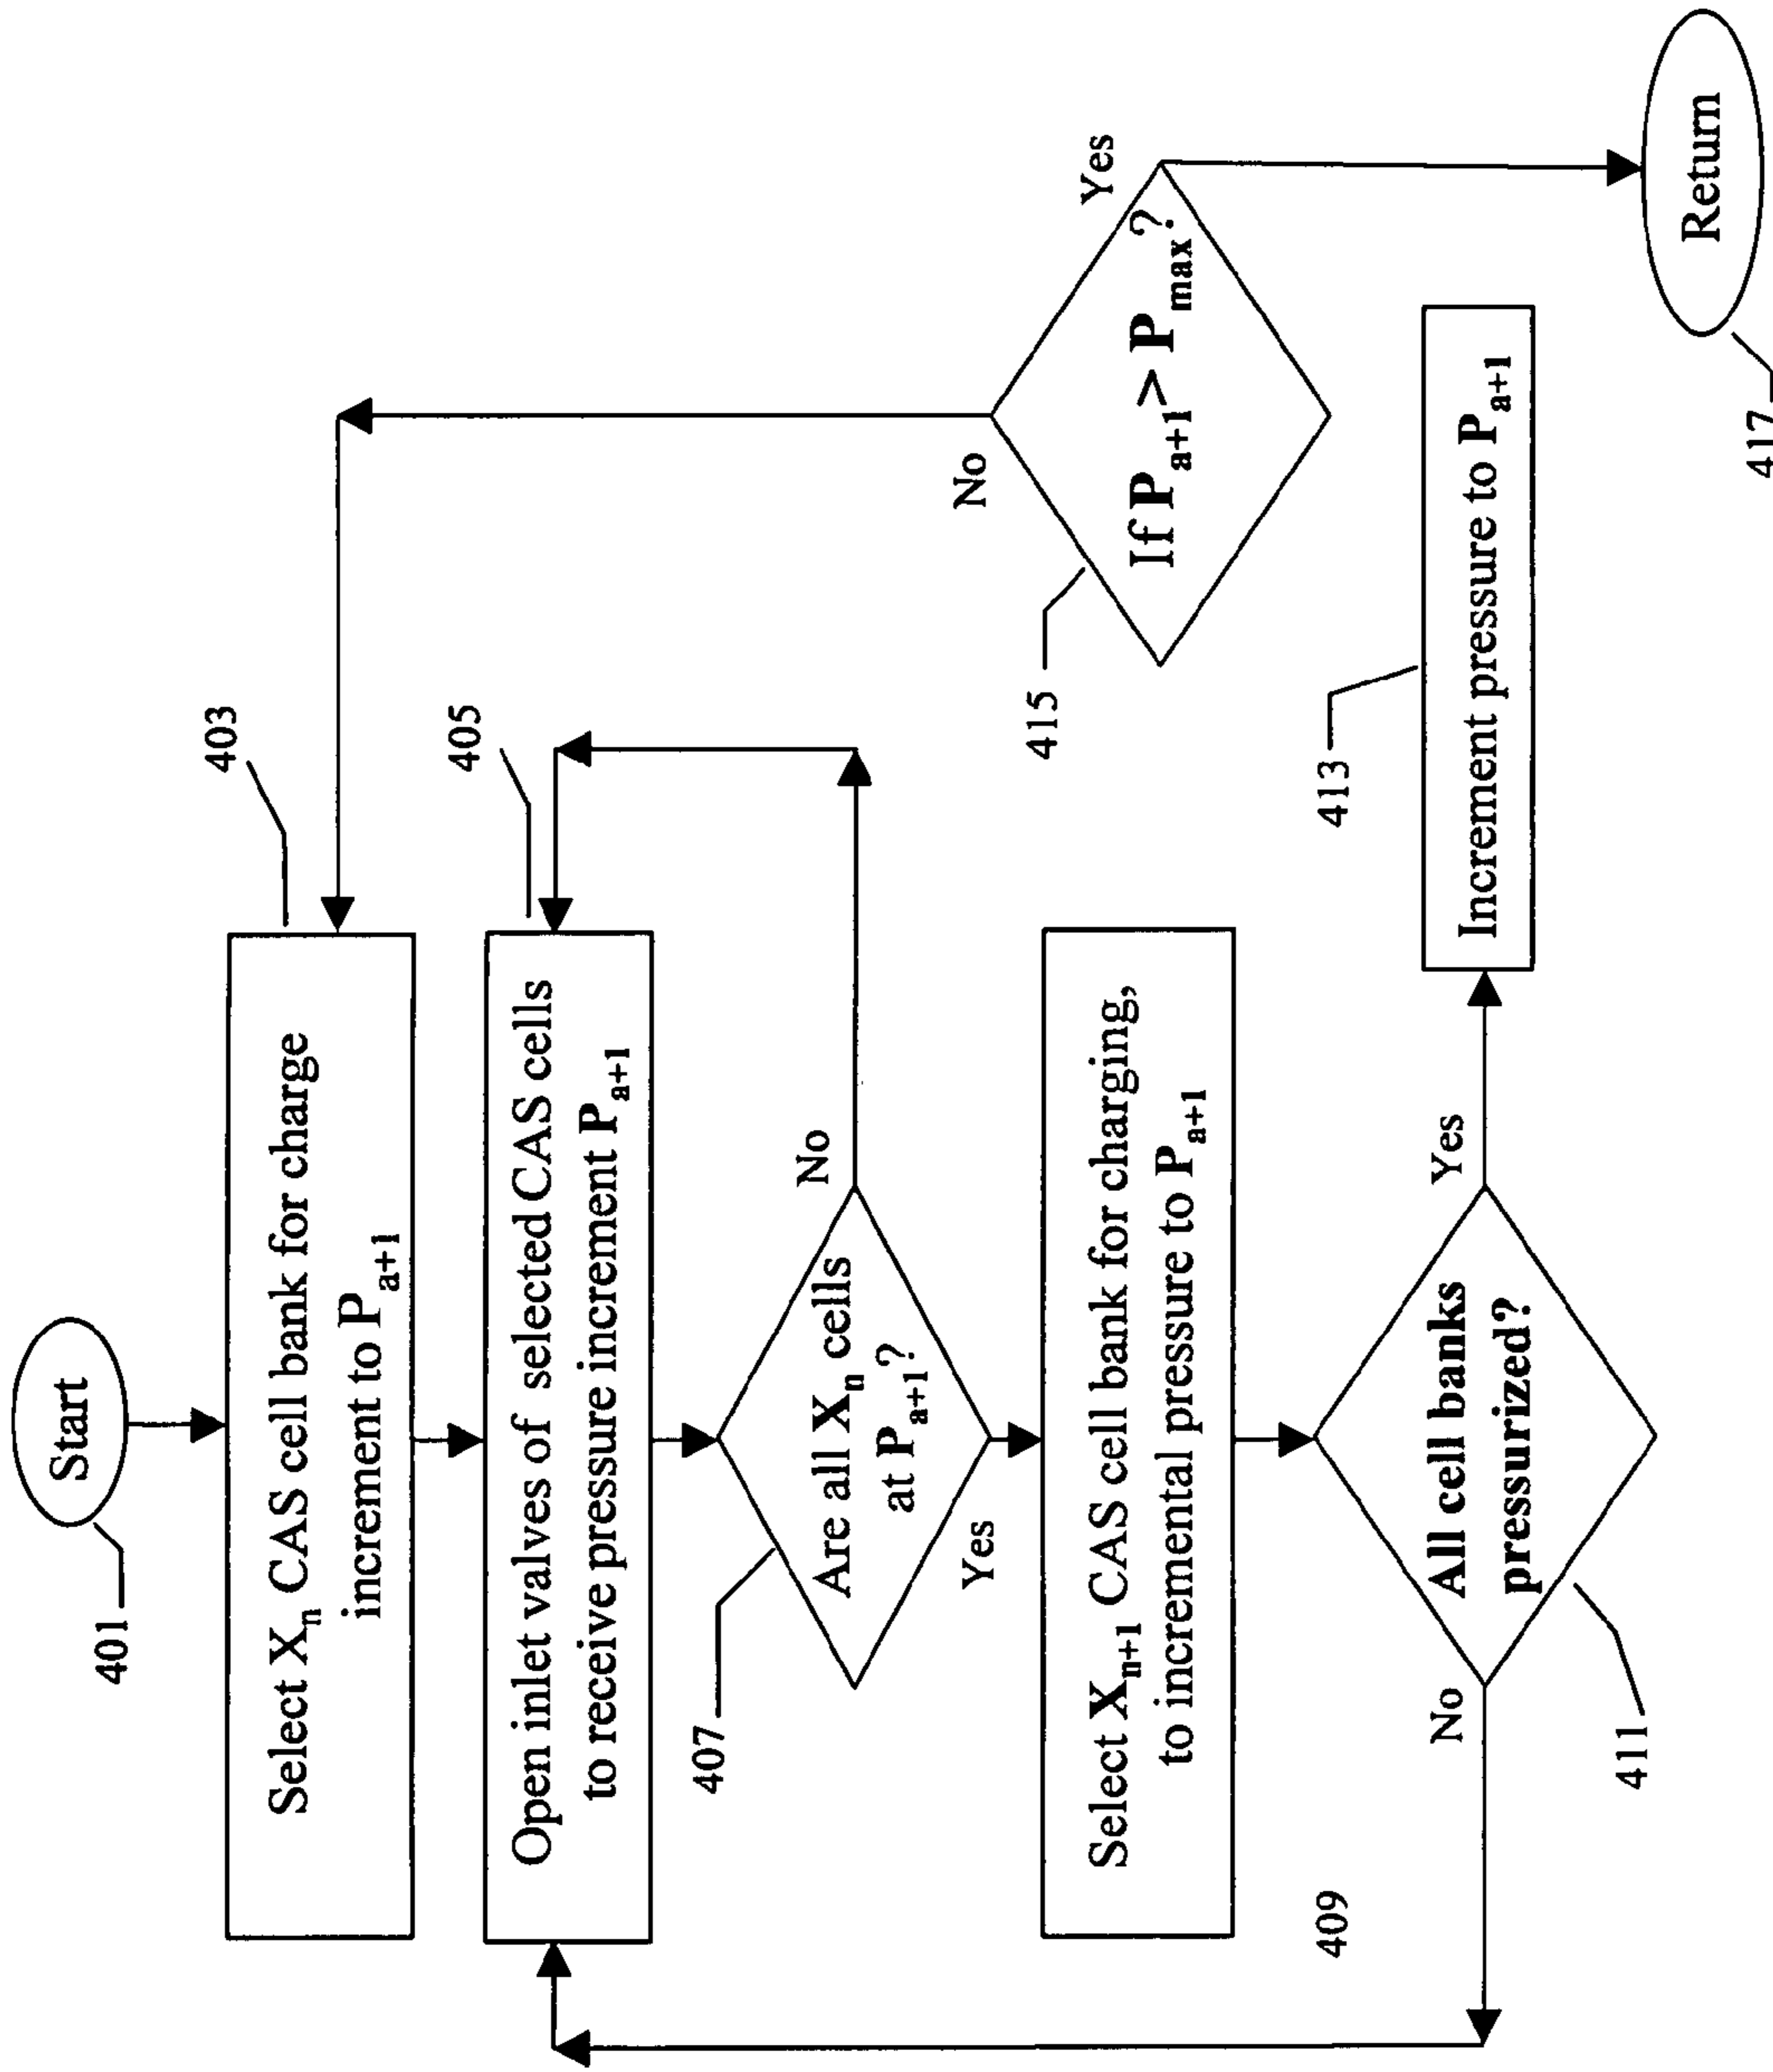 Start
401
Select Xn CAS cell bank for charge
increment to Pa+1
403
Open inlet valves of selected CAS cells
to receive pressure increment Pa+1
405
Are all Xn cells
at Pa+1?
407
No
Yes
Select Xn+1 CAS cell bank for charging,
to incremental pressure to Pa+1
409
All cell banks
pressurized?
411
No
Yes
Increment pressure to Pa+1
413
If Pa+1 > Pmax?
415
No
Yes
Return
417